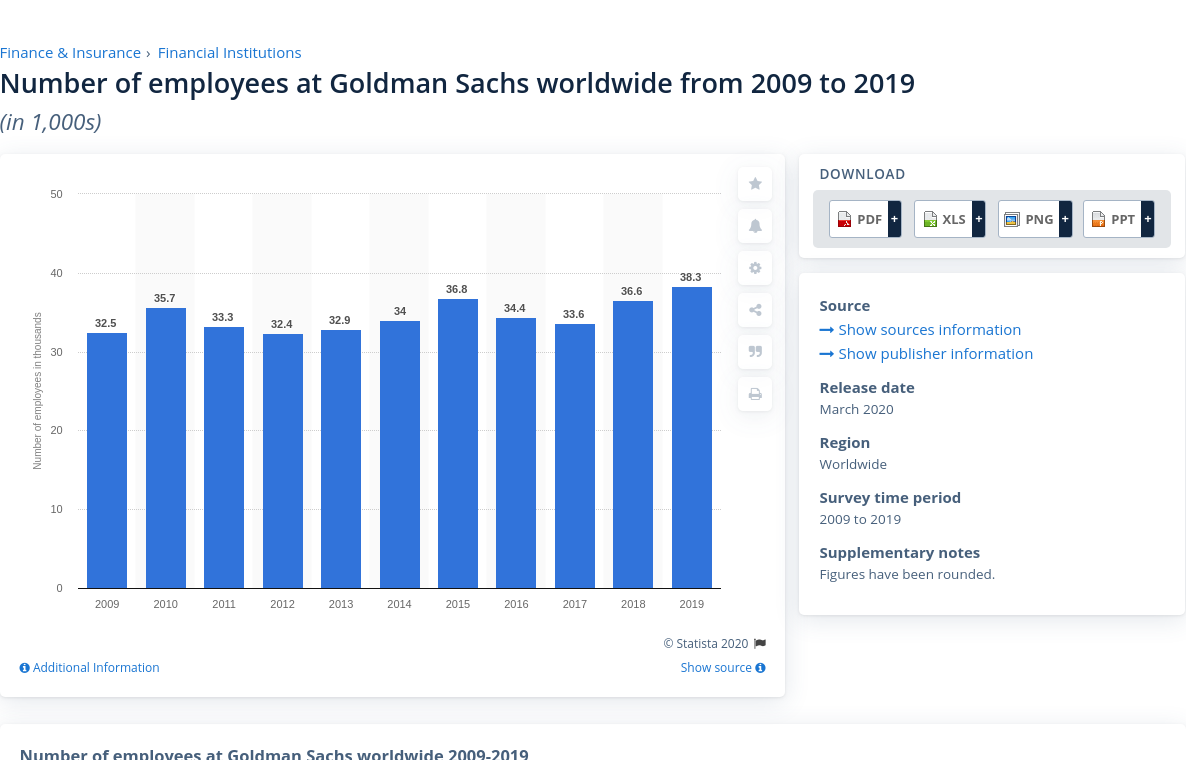 Finance & Insurance › Financial Institutions
Number of employees at Goldman Sachs worldwide from 2009 to 2019
(in 1,000s)
Number of employees in thousands
50
40
30
20
10
0
32.5
35.7
33.3
32.4
32.9
34
36.8
34.4
33.6
36.6
38.3
2009 2010 2011 2012 2013 2014 2015 2016 2017 2018 2019
© Statista 2020
Additional Information
Show source
DOWNLOAD
PDF + XLS + PNG + PPT +
Source
Show sources information
Show publisher information
Release date
March 2020
Region
Worldwide
Survey time period
2009 to 2019
Supplementary notes
Figures have been rounded.
Number of employees at Goldman Sachs worldwide 2009-2019